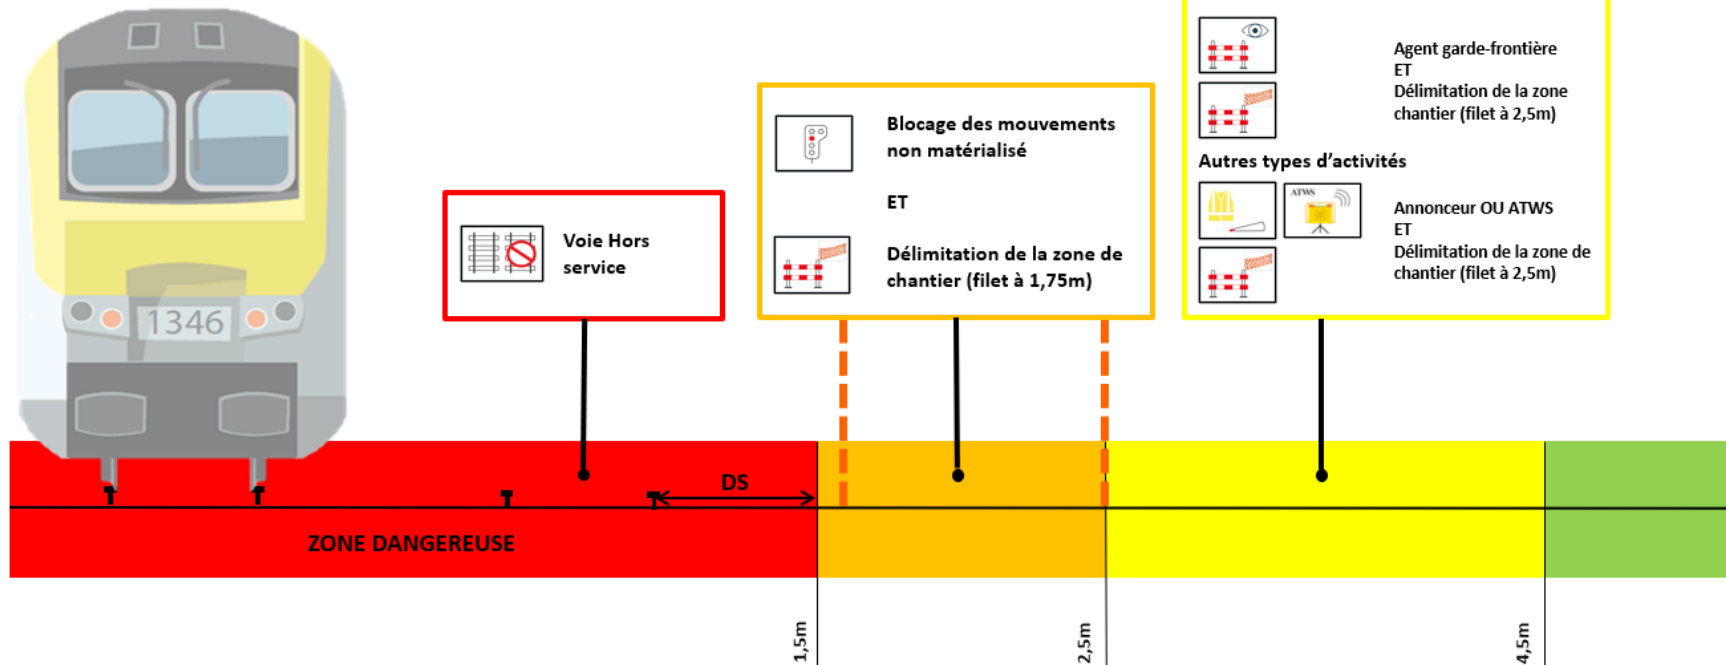 Agent garde-frontière
ET
Délimitation de la zone
chantier (filet à 2,5m)
Autres types d’activités
ATWS
Annonceur OU ATWS
ET
Délimitation de la zone de
chantier (filet à 2,5m)
Blocage des mouvements
non matérialisé
ET
Délimitation de la zone de
chantier (filet à 1,75m)
Voie Hors
service
1346
DS
ZONE DANGEREUSE
1,5m
2,5m
4,5m